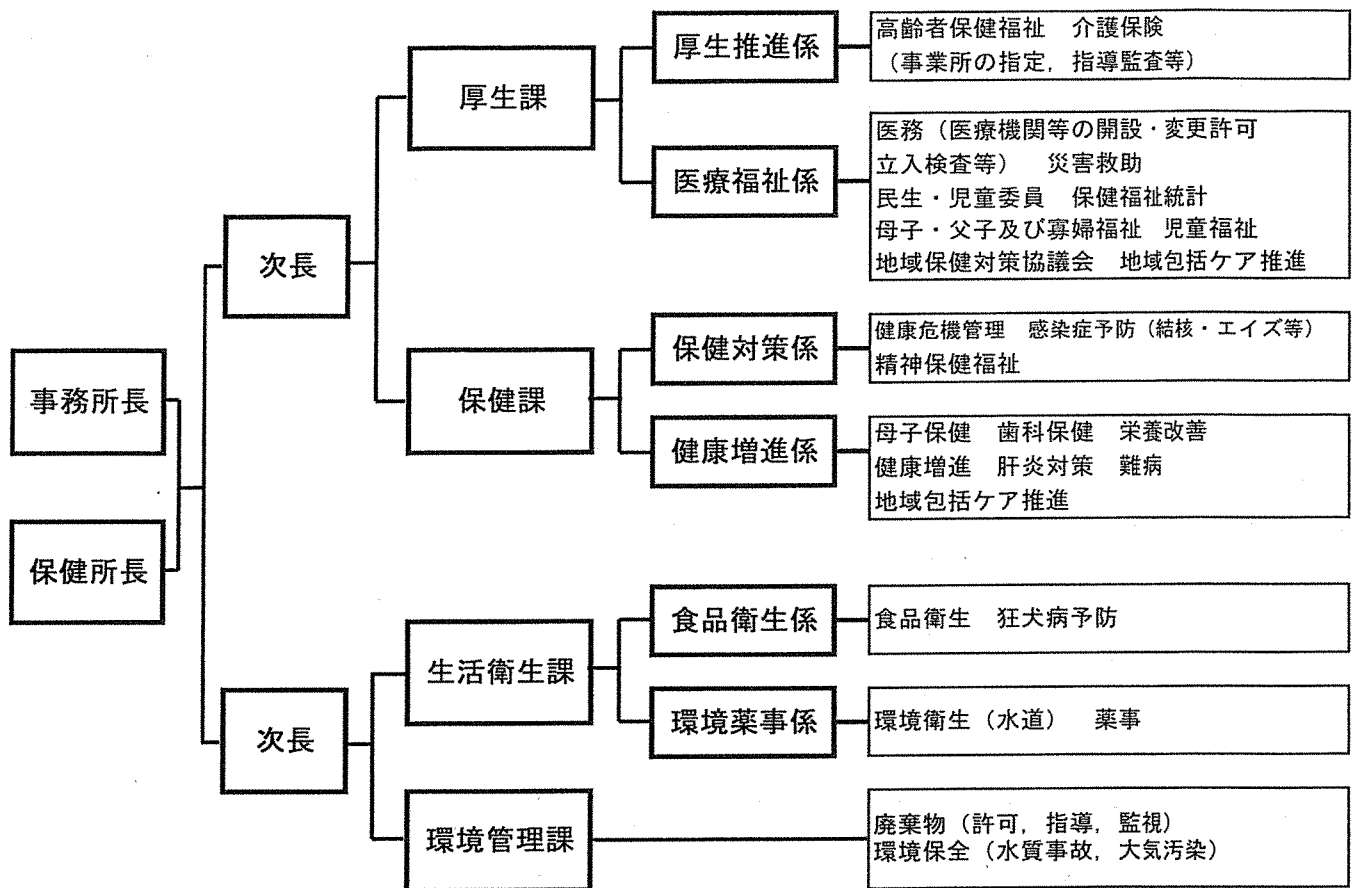 事務所長
保健所長
次長
厚生課
厚生推進係
高齢者保健福祉　介護保険
（事業所の指定，指導監査等）
医療福祉係
医務（医療機関等の開設・変更許可
立入検査等）　災害救助
民生・児童委員　保健福祉統計
母子・父子及び寡婦福祉　児童福祉
地域保健対策協議会　地域包括ケア推進
保健課
保健対策係
健康危機管理　感染症予防（結核・エイズ等）
精神保健福祉
健康増進係
母子保健　歯科保健　栄養改善
健康増進　肝炎対策　難病
地域包括ケア推進
次長
生活衛生課
食品衛生係
食品衛生　狂犬病予防
環境薬事係
環境衛生（水道）　薬事
環境管理課
廃棄物（許可，指導，監視）
環境保全（水質事故，大気汚染）